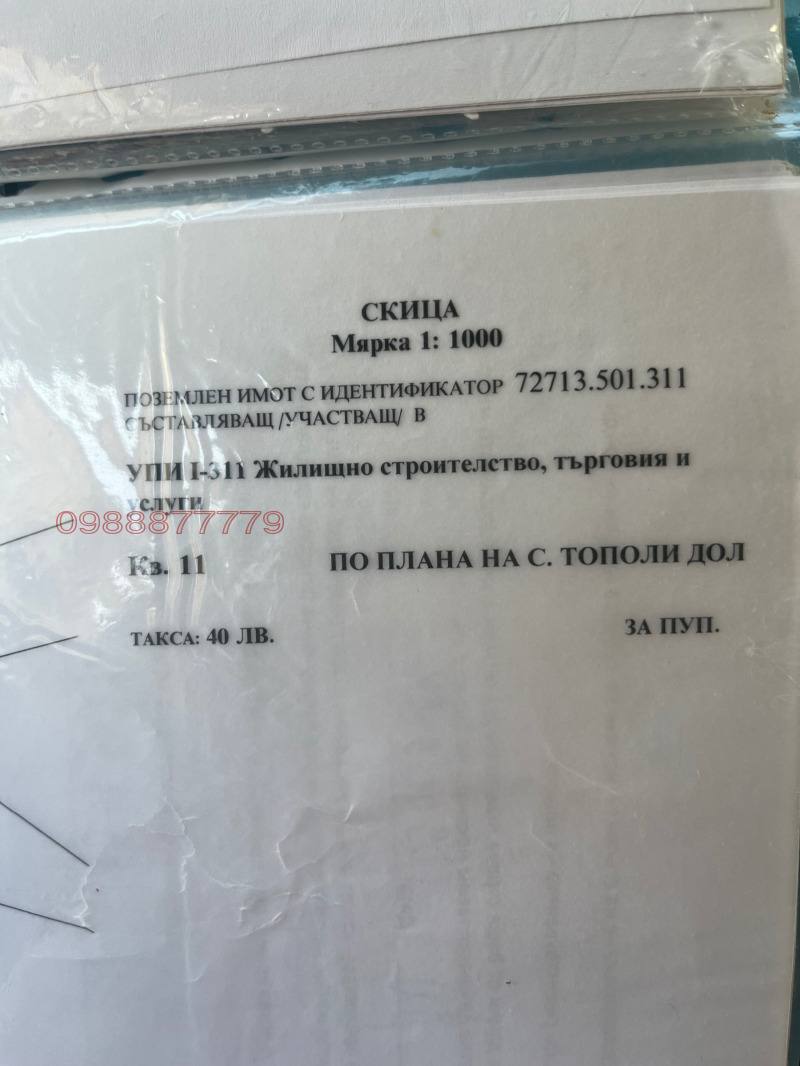 СКИЦА
Мярка 1: 1000
ПОЗЕМЛЕН ИМОТ С ИДЕНТИФИКАТОР 72713.501.311
СЪСТАВЛЯВАЩ /УЧАСТВАЩ/ В
УПИ I-311 Жилищно строителство, търговия и
услуги
0988877779
Кв. 11 ПО ПЛАНА НА С. ТОПОЛИ ДОЛ
ТАКСА: 40 ЛВ. ЗА ПУП.